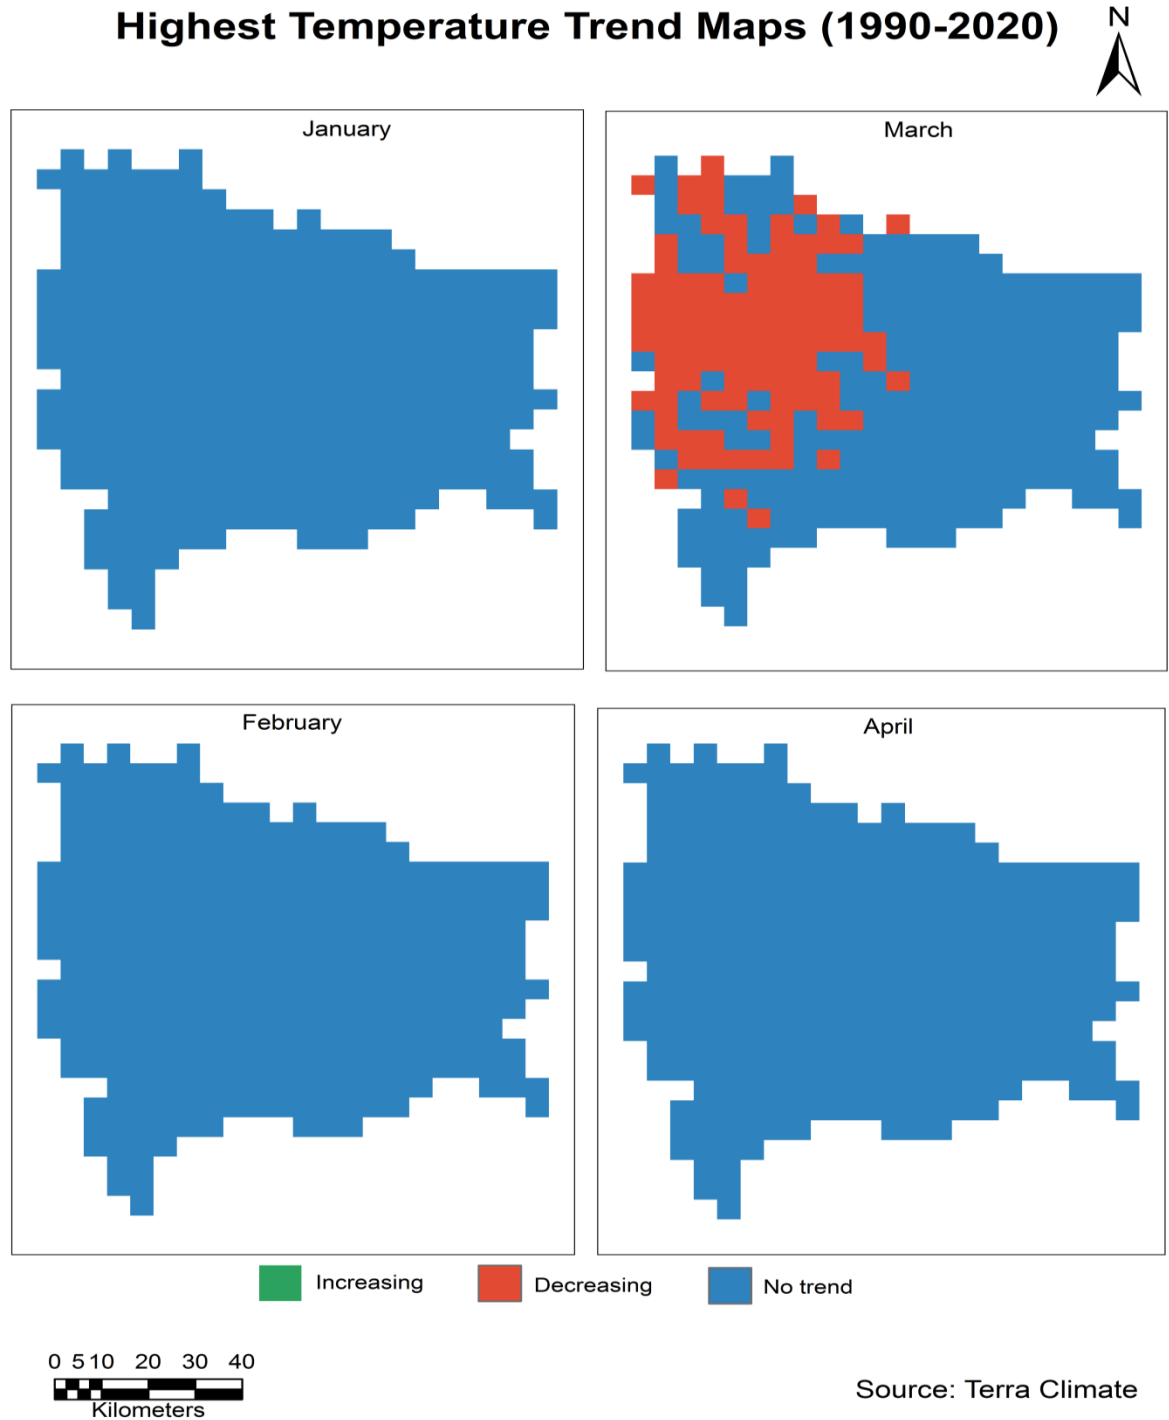 Highest Temperature Trend Maps (1990-2020)
N
January
March
February
April
Increasing
Decreasing
No trend
0 5 10 20 30 40
Kilometers
Source: Terra Climate